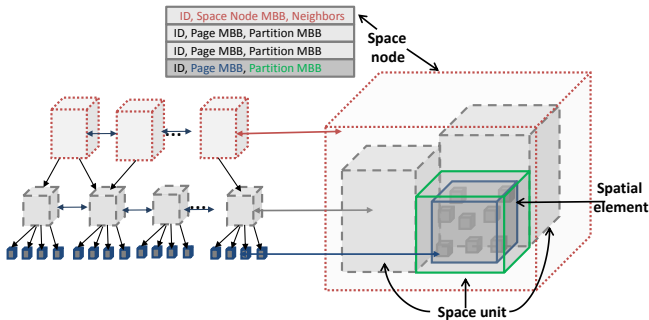 ID, Space Node MBB, Neighbors
ID, Page MBB, Partition MBB
ID, Page MBB, Partition MBB
ID, Page MBB, Partition MBB
Space
node
...
...
Spatial
element
Space unit